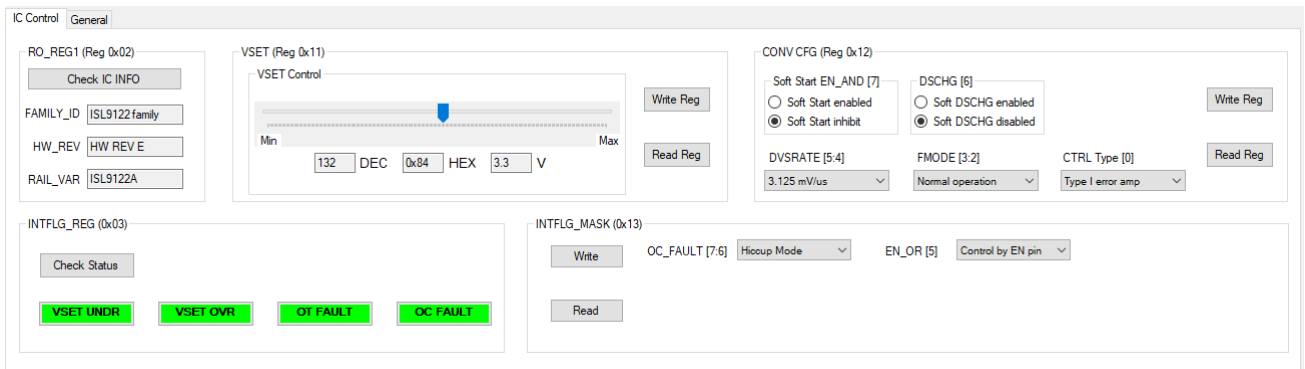 IC Control General
RO_REG1 (Reg 0x02)
Check IC INFO
FAMILY_ID ISL9122 family
HW_REV HW REV E
RAIL_VAR ISL9122A
VSET (Reg 0x11)
VSET Control
Min Max
132 DEC 0x84 HEX 3.3 V
Write Reg
Read Reg
CONV CFG (Reg 0x12)
Soft Start EN_AND [7]
Soft Start enabled
Soft Start inhibit
DSCHG [6]
Soft DSCHG enabled
Soft DSCHG disabled
Write Reg
DVSRATE [5:4] FMODE [3:2] CTRL Type [0]
3.125 mV/us Normal operation Type I error amp
Read Reg
INTFLG_REG (0x03)
Check Status
VSET UNDR VSET OVR OT FAULT OC FAULT
INTFLG_MASK (0x13)
Write OC_FAULT [7:6] Hiccup Mode EN_OR [5] Control by EN pin
Read